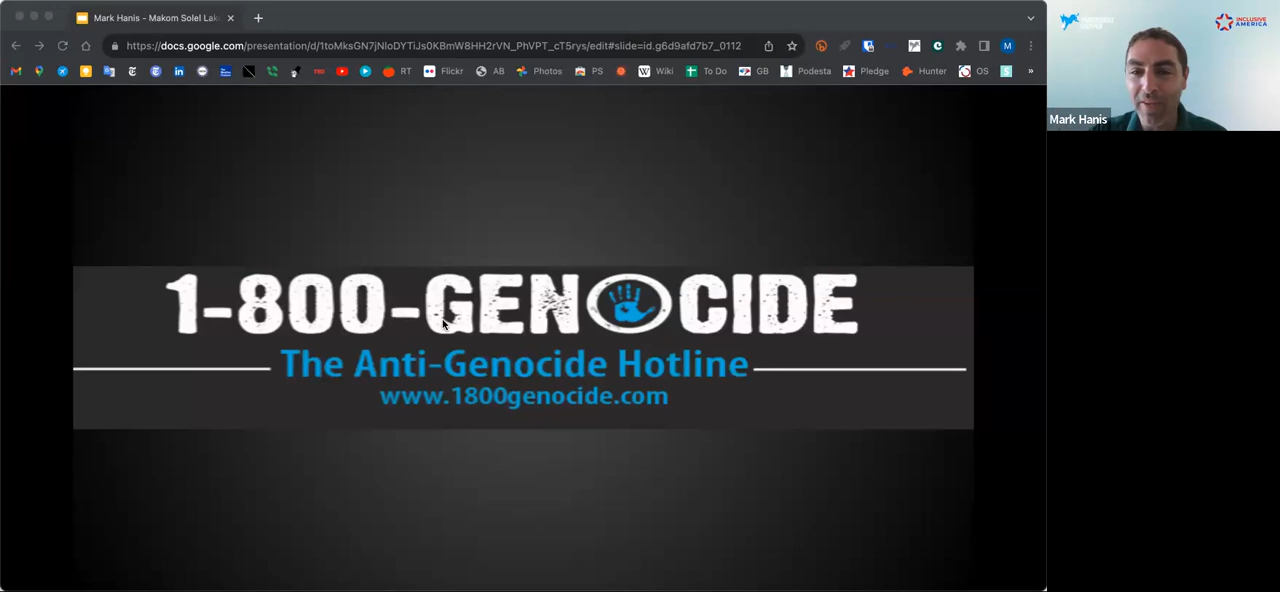 Mark Hanis - Makom Solel Lak
https://docs.google.com/presentation/d/1toMksGN7jNloDYTiJs0KBmW8HH2rVN_PhVPT_cT5rys/edit#slide=id.g6d9afd7b7_0112
M
RT
Flickr
AB
Photos
PS
Wiki
To Do
GB
Podesta
Pledge
Hunter
OS
»
INCLUSIVE
AMERICA
Mark Hanis
1-800-GENOCIDE
The Anti-Genocide Hotline
www.1800genocide.com